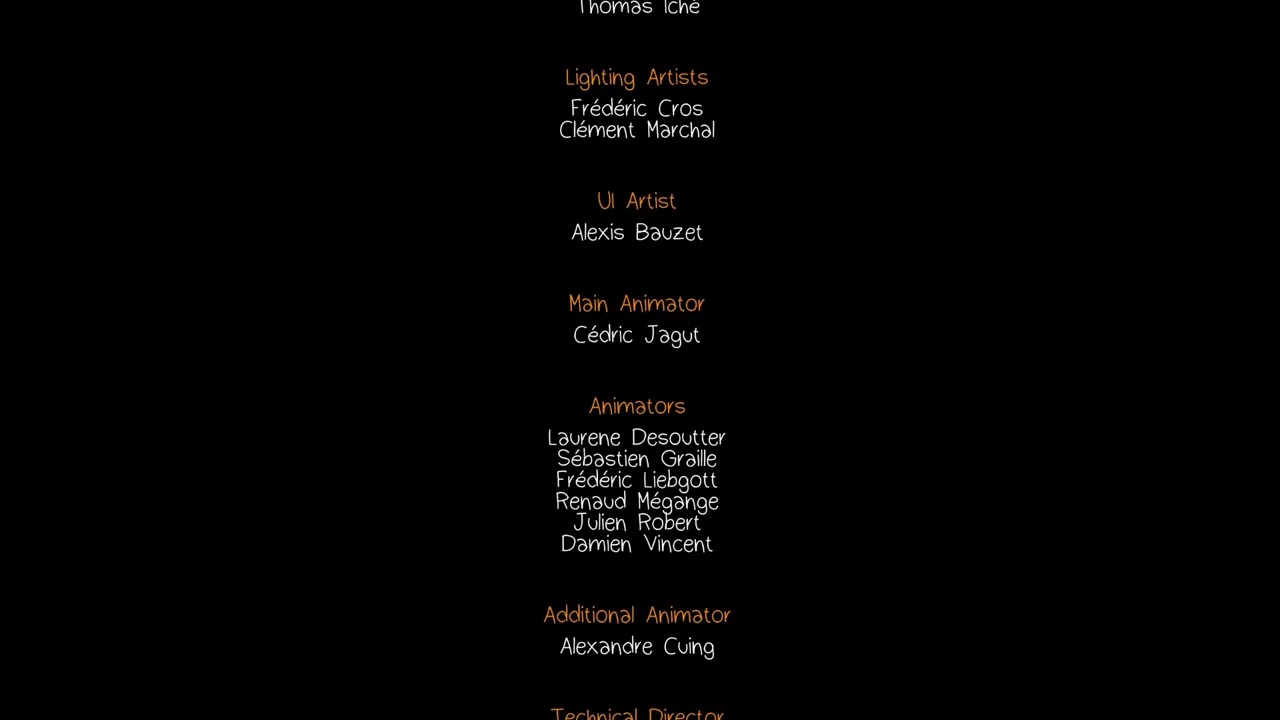 Thomas Iché
Lighting Artists
Frédéric Cros
Clément Marchal
UI Artist
Alexis Bauzet
Main Animator
Cédric Jagut
Animators
Laurene Desoutter
Sébastien Graille
Frédéric Liebgott
Renaud Mégange
Julien Robert
Damien Vincent
Additional Animator
Alexandre Cuing
Technical Director